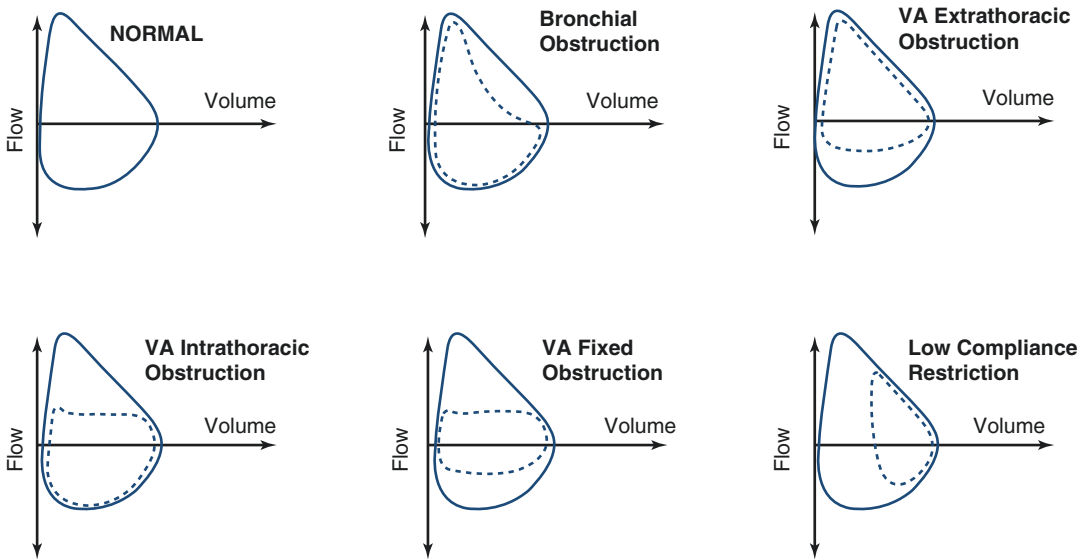 NORMAL
Volume
Flow
Bronchial
Obstruction
Volume
Flow
VA Extrathoracic
Obstruction
Volume
Flow
VA Intrathoracic
Obstruction
Volume
Flow
VA Fixed
Obstruction
Volume
Flow
Low Compliance
Restriction
Volume
Flow